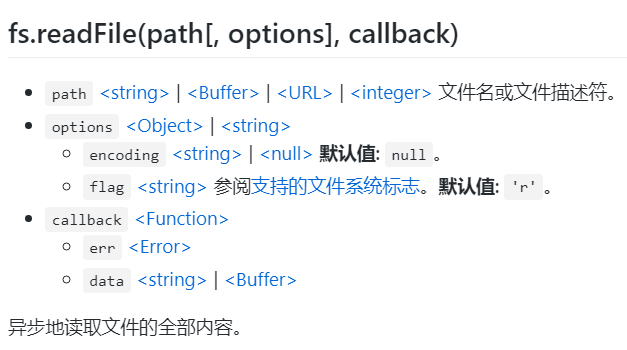 fs.readFile(path[, options], callback)
path <string> | <Buffer> | <URL> | <integer> 文件名或文件描述符。
options <Object> | <string>
encoding <string> | <null> 默认值: null。
flag <string> 参阅支持的文件系统标志。默认值: 'r'。
callback <Function>
err <Error>
data <string> | <Buffer>
异步地读取文件的全部内容。